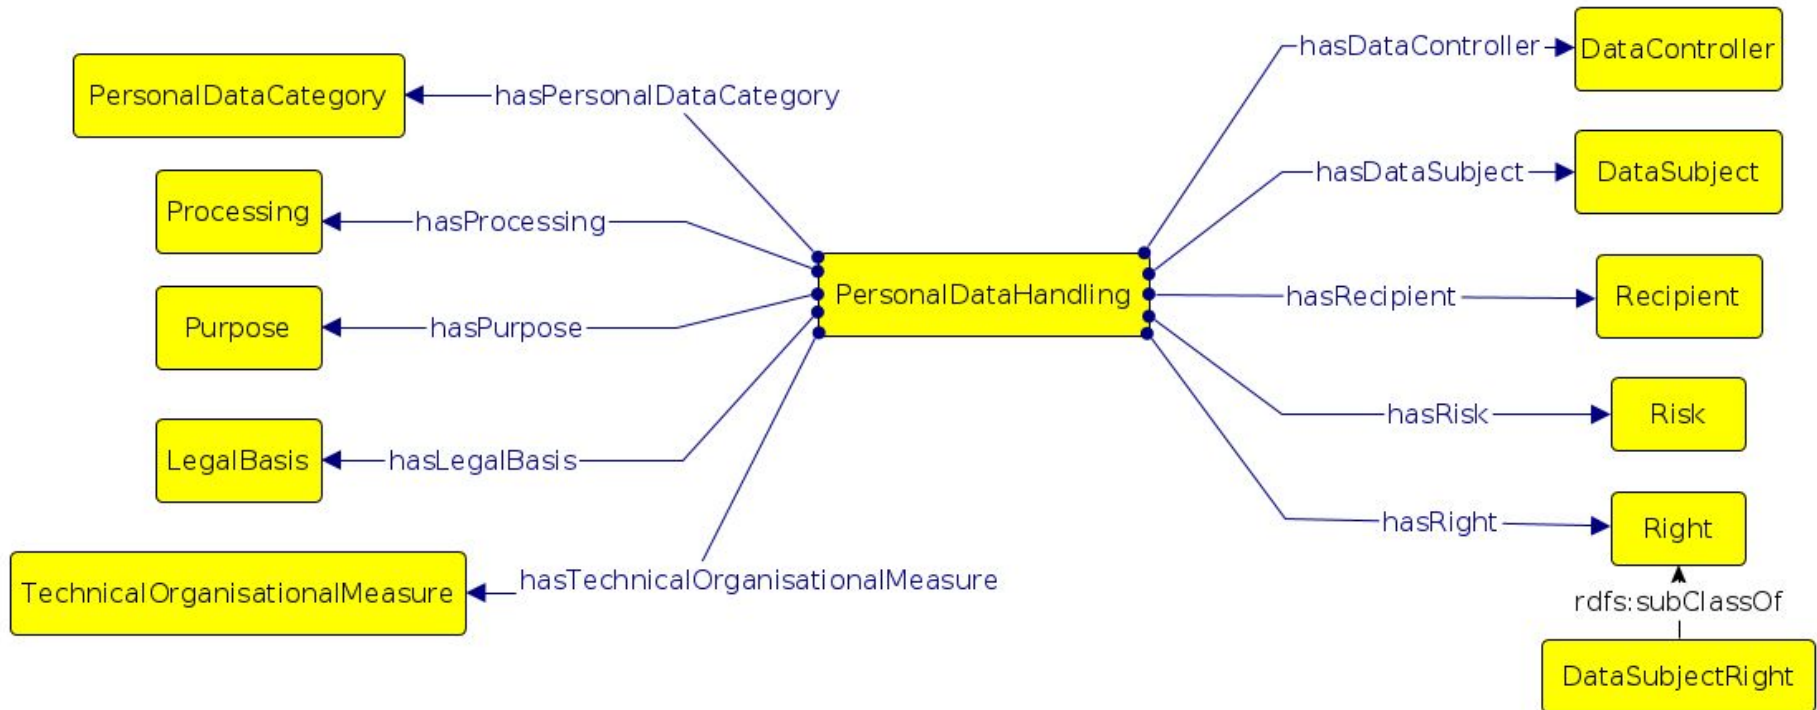 hasDataController
DataController
PersonalDataCategory
hasPersonalDataCategory
hasDataSubject
DataSubject
Processing
hasProcessing
PersonalDataHandling
hasRecipient
Recipient
Purpose
hasPurpose
hasRisk
Risk
LegalBasis
hasLegalBasis
hasRight
Right
TechnicalOrganisationalMeasure
hasTechnicalOrganisationalMeasure
rdfs:subClassOf
DataSubjectRight